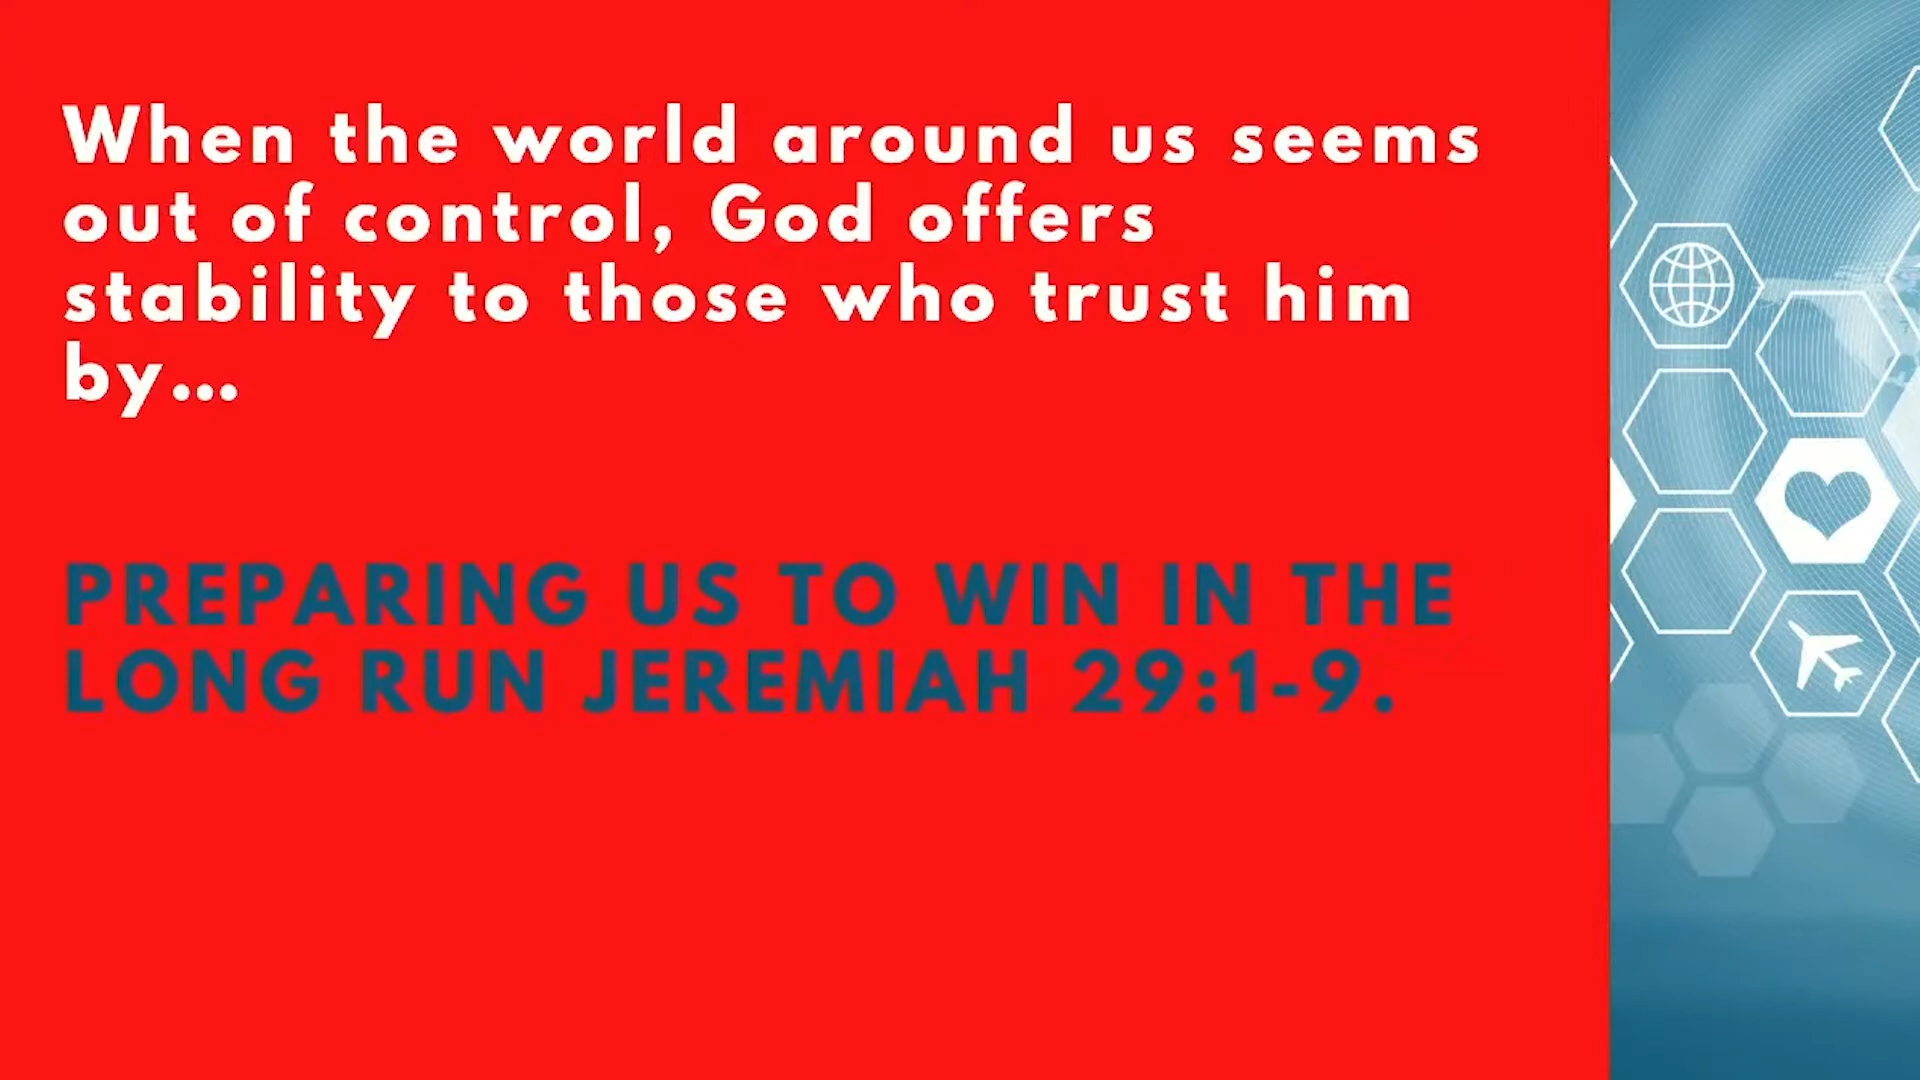 When the world around us seems
out of control, God offers
stability to those who trust him
by...
PREPARING US TO WIN IN THE
LONG RUN JEREMIAH 29:1-9.